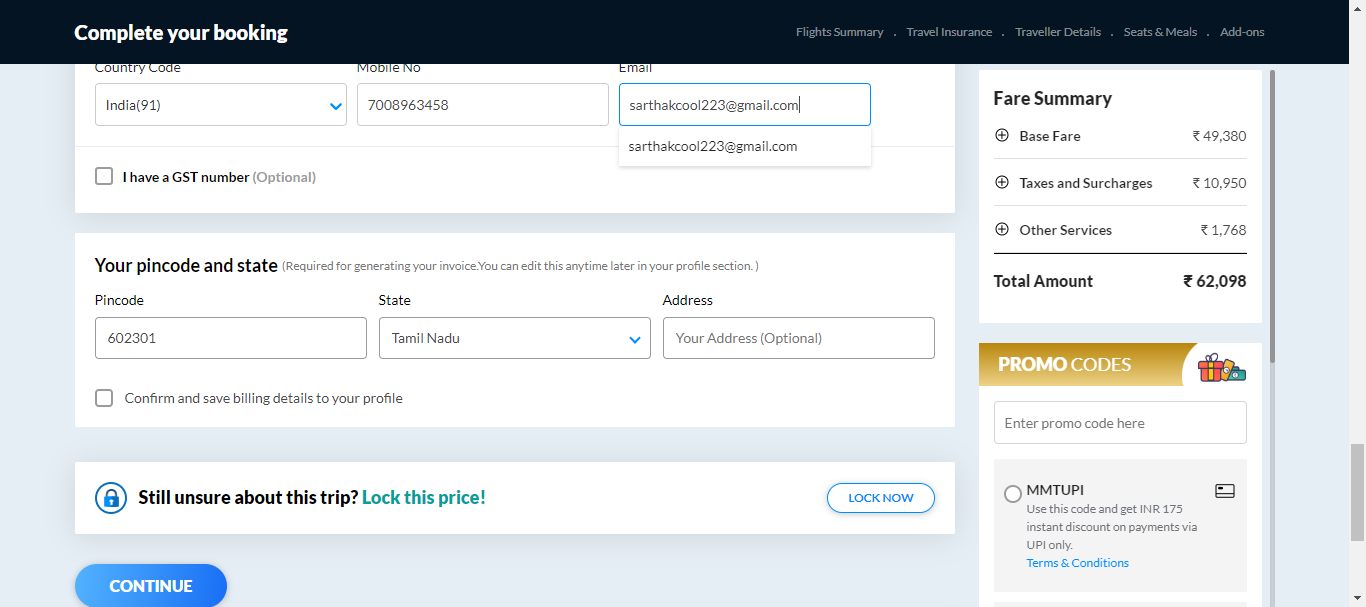 Complete your booking
Flights Summary . Travel Insurance . Traveller Details . Seats & Meals . Add-ons
Country Code Mobile No Email
India(91) 7008963458 sarthakcool223@gmail.com
sarthakcool223@gmail.com
I have a GST number (Optional)
Your pincode and state (Required for generating your invoice.You can edit this anytime later in your profile section. )
Pincode State Address
602301 Tamil Nadu Your Address (Optional)
Confirm and save billing details to your profile
Still unsure about this trip? Lock this price! LOCK NOW
CONTINUE
Fare Summary
Base Fare ₹ 49,380
Taxes and Surcharges ₹ 10,950
Other Services ₹ 1,768
Total Amount ₹ 62,098
PROMO CODES
Enter promo code here
MMTUPI
Use this code and get INR 175
instant discount on payments via
UPI only.
Terms & Conditions